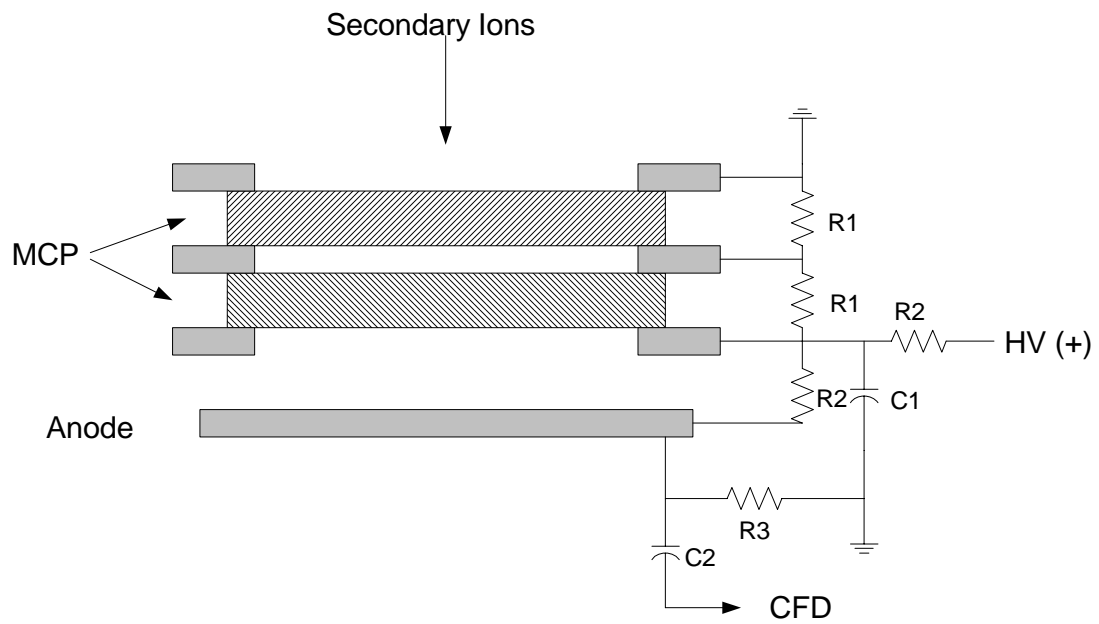 Secondary Ions
R1
MCP
R1
R2
HV (+)
R2
C1
Anode
R3
C2
CFD